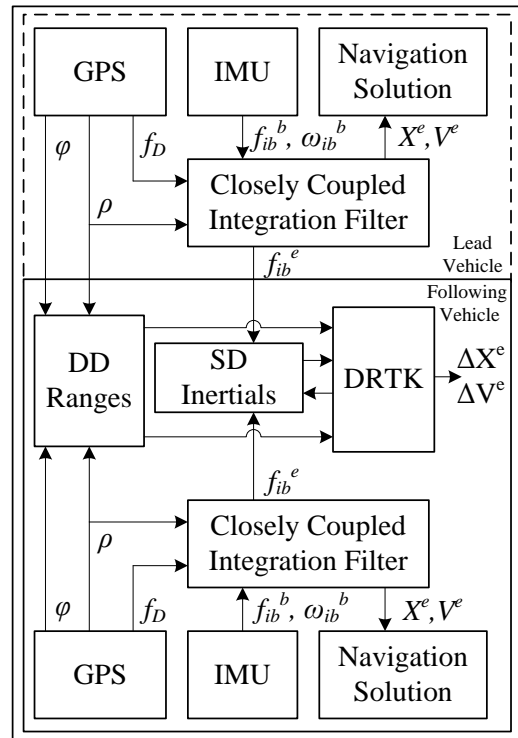 GPS
IMU
Navigation
Solution
φ
f_D
f_ib^b, ω_ib^b
X^e,V^e
Closely Coupled
Integration Filter
ρ
f_ib^e
Lead
Vehicle
Following
Vehicle
DD
Ranges
SD
Inertials
DRTK
ΔX^e
ΔV^e
f_ib^e
Closely Coupled
Integration Filter
ρ
φ
f_D
f_ib^b, ω_ib^b
X^e,V^e
GPS
IMU
Navigation
Solution